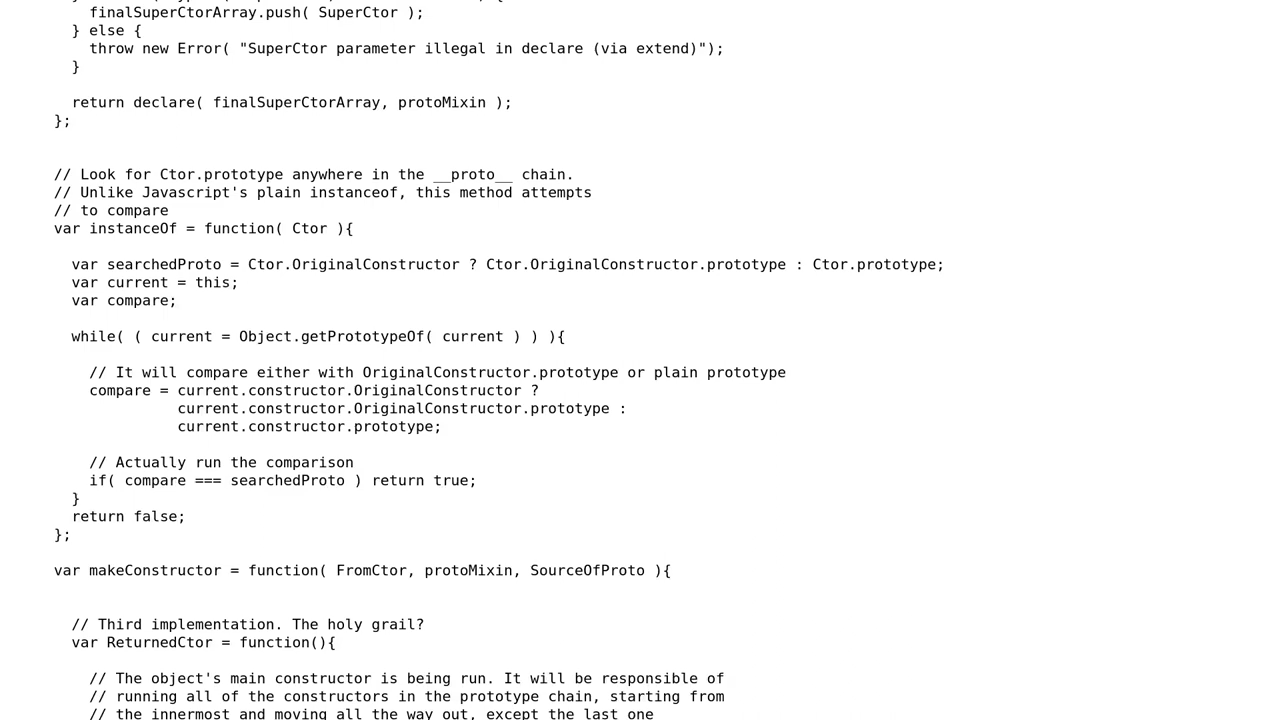 finalSuperCtorArray.push( SuperCtor );
} else {
throw new Error( "SuperCtor parameter illegal in declare (via extend)");
}
return declare( finalSuperCtorArray, protoMixin );
};
// Look for Ctor.prototype anywhere in the __proto__ chain.
// Unlike Javascript's plain instanceof, this method attempts
// to compare
var instanceOf = function( Ctor ){
var searchedProto = Ctor.OriginalConstructor ? Ctor.OriginalConstructor.prototype : Ctor.prototype;
var current = this;
var compare;
while( ( current = Object.getPrototypeOf( current ) ) ){
// It will compare either with OriginalConstructor.prototype or plain prototype
compare = current.constructor.OriginalConstructor ?
current.constructor.OriginalConstructor.prototype :
current.constructor.prototype;
// Actually run the comparison
if( compare === searchedProto ) return true;
}
return false;
};
var makeConstructor = function( FromCtor, protoMixin, SourceOfProto ){
// Third implementation. The holy grail?
var ReturnedCtor = function(){
// The object's main constructor is being run. It will be responsible of
// running all of the constructors in the prototype chain, starting from
// the innermost and moving all the way out, except the last one